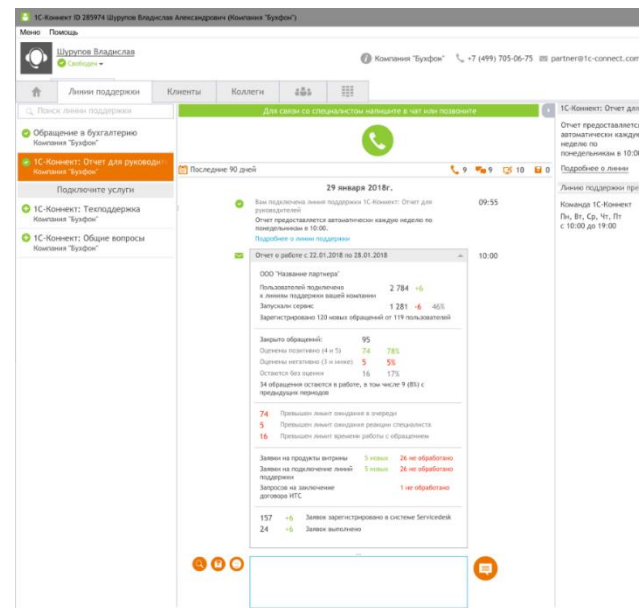 1С-Коннект ID 285974 Шурупов Владислав Александрович (Компания "Бухфон")
Меню Помощь
Шурупов Владислав
Свободен
Компания "Бухфон" +7 (499) 705-06-75 partner@1c-connect.com
Линии поддержки Клиенты Коллеги
Поиск линии поддержки
Обращение в бухгалтерию
Компания "Бухфон"
1С-Коннект: Отчет для руководит
Компания "Бухфон"
Подключите услуги
1С-Коннект: Техподдержка
Компания "Бухфон"
1С-Коннект: Общие вопросы
Компания "Бухфон"
Для связи со специалистом напишите в чат или позвоните
Последние 90 дней 9 9 10 0
29 января 2018г.
Вам подключена линия поддержки 1С-Коннект: Отчет для 09:55
руководителей
Отчет предоставляется автоматически каждую неделю по
понедельникам в 10:00.
Подробнее о линии поддержки
Отчет о работе с 22.01.2018 по 28.01.2018 10:00
ООО "Название партнера"
Пользователей подключено 2 784 +6
к линиям поддержки вашей компании
Запускали сервис 1 281 -6 46%
Зарегистрировано 120 новых обращений от 119 пользователей
Закрыто обращений: 95
Оценены позитивно (4 и 5) 74 78%
Оценены негативно (3 и ниже) 5 5%
Остаются без оценки 16 17%
34 обращения остаются в работе, в том числе 9 (8%) с
предыдущих периодов
74 Превышен лимит ожидания в очереди
5 Превышен лимит ожидания реакции специалиста
16 Превышен лимит времени работы с обращением
Заявки на продукты витрины 5 новых 26 не обработано
Заявки на подключение линий 5 новых 26 не обработано
поддержки
Запросов на заключение 1 не обработано
договора ИТС
157 +6 Заявок зарегистрировано в системе Servicedesk
24 +6 Заявок выполнено
1С-Коннект: Отчет для
Отчет предоставляется
автоматически каждую
неделю по
понедельникам в 10:00
Подробнее о линии
Линию поддержки пре
Команда 1С-Коннект
Пн, Вт, Ср, Чт, Пт
с 10:00 до 19:00